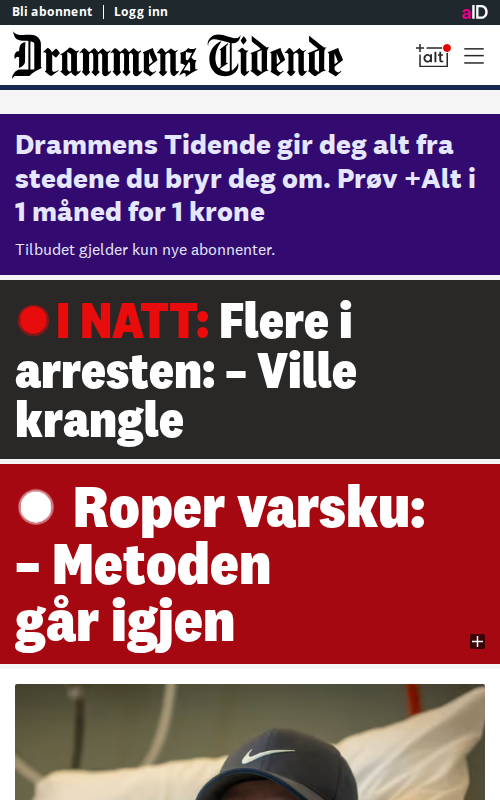 Bli abonnent | Logg inn
aID
Drammens Tidende
+alt
Drammens Tidende gir deg alt fra
stedene du bryr deg om. Prøv +Alt i
1 måned for 1 krone
Tilbudet gjelder kun nye abonnenter.
I NATT: Flere i
arresten: – Ville
krangle
Roper varsku:
– Metoden
går igjen
+